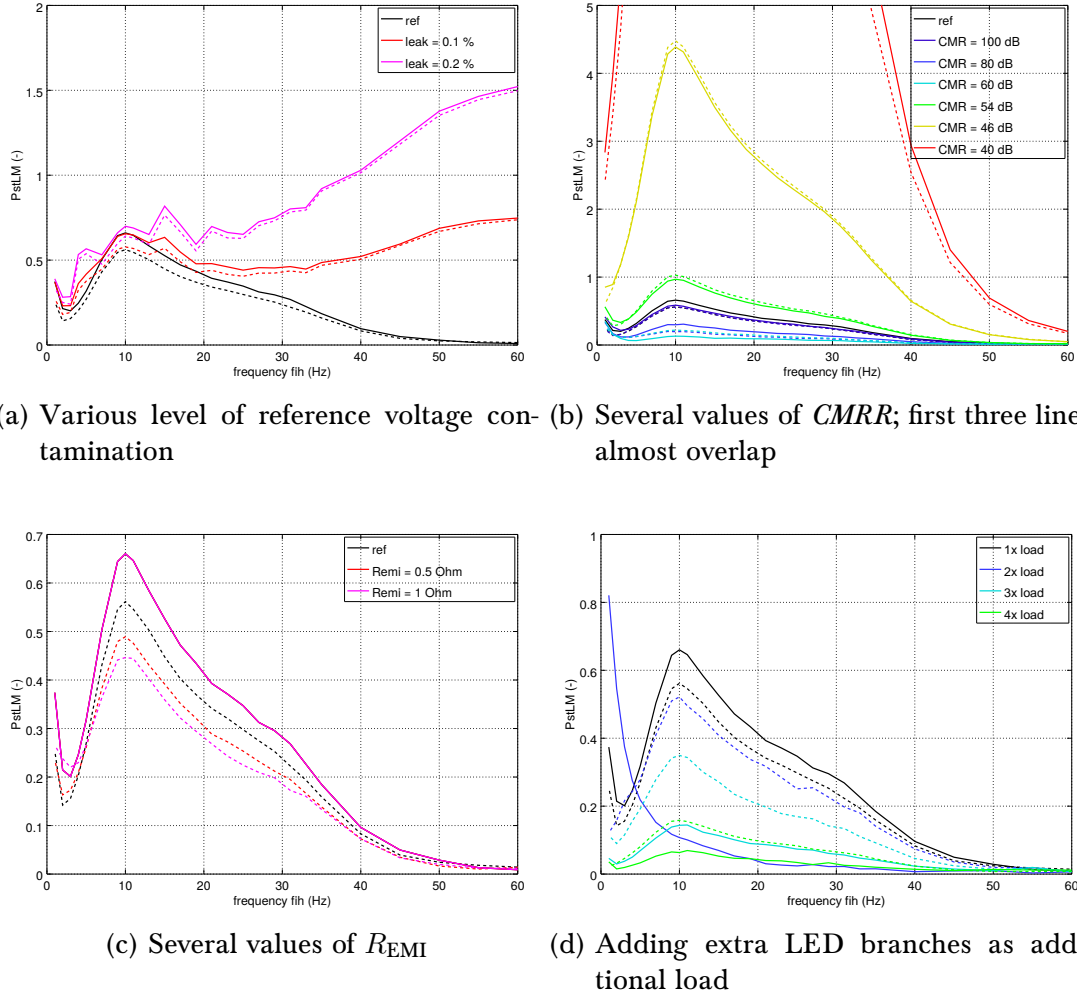 2
1.5
1
0.5
0
0 10 20 30 40 50 60
PstLM (-)
frequency fih (Hz)
ref
leak = 0.1 %
leak = 0.2 %
5
4
3
2
1
0
0 10 20 30 40 50 60
PstLM (-)
frequency fih (Hz)
ref
CMR = 100 dB
CMR = 80 dB
CMR = 60 dB
CMR = 54 dB
CMR = 46 dB
CMR = 40 dB
a) Various level of reference voltage con-
tamination
(b) Several values of CMRR; first three line
almost overlap
0.7
0.6
0.5
0.4
0.3
0.2
0.1
0
0 10 20 30 40 50 60
PstLM (-)
frequency fih (Hz)
ref
Remi = 0.5 Ohm
Remi = 1 Ohm
1
0.8
0.6
0.4
0.2
0
0 10 20 30 40 50 60
PstLM (-)
frequency fih (Hz)
1x load
2x load
3x load
4x load
(c) Several values of R_EMI
(d) Adding extra LED branches as add
tional load